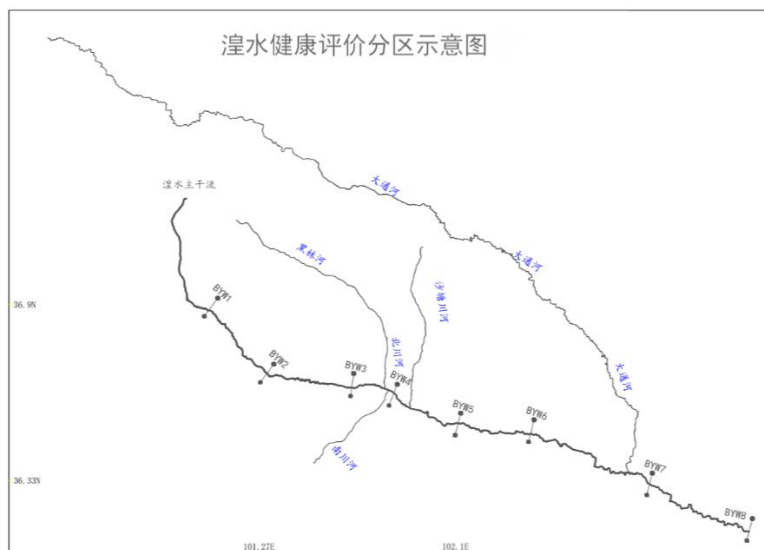 湟水健康评价分区示意图
大通河
湟水主干流
黑林河
大通河
沙塘川河
BYW1
36.9N
北川河
BYW2
BYW3
BYW4
大通河
BYW5
BYW6
南川河
BYW7
36.33N
BYW8
101.27E
102.1E